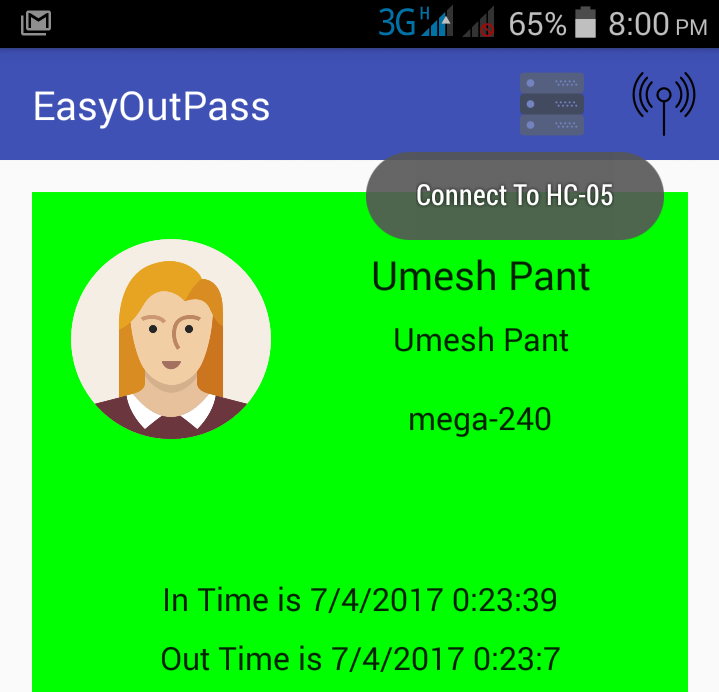 3G H 65% 8:00 PM
EasyOutPass
Connect To HC-05
Umesh Pant
Umesh Pant
mega-240
In Time is 7/4/2017 0:23:39
Out Time is 7/4/2017 0:23:7